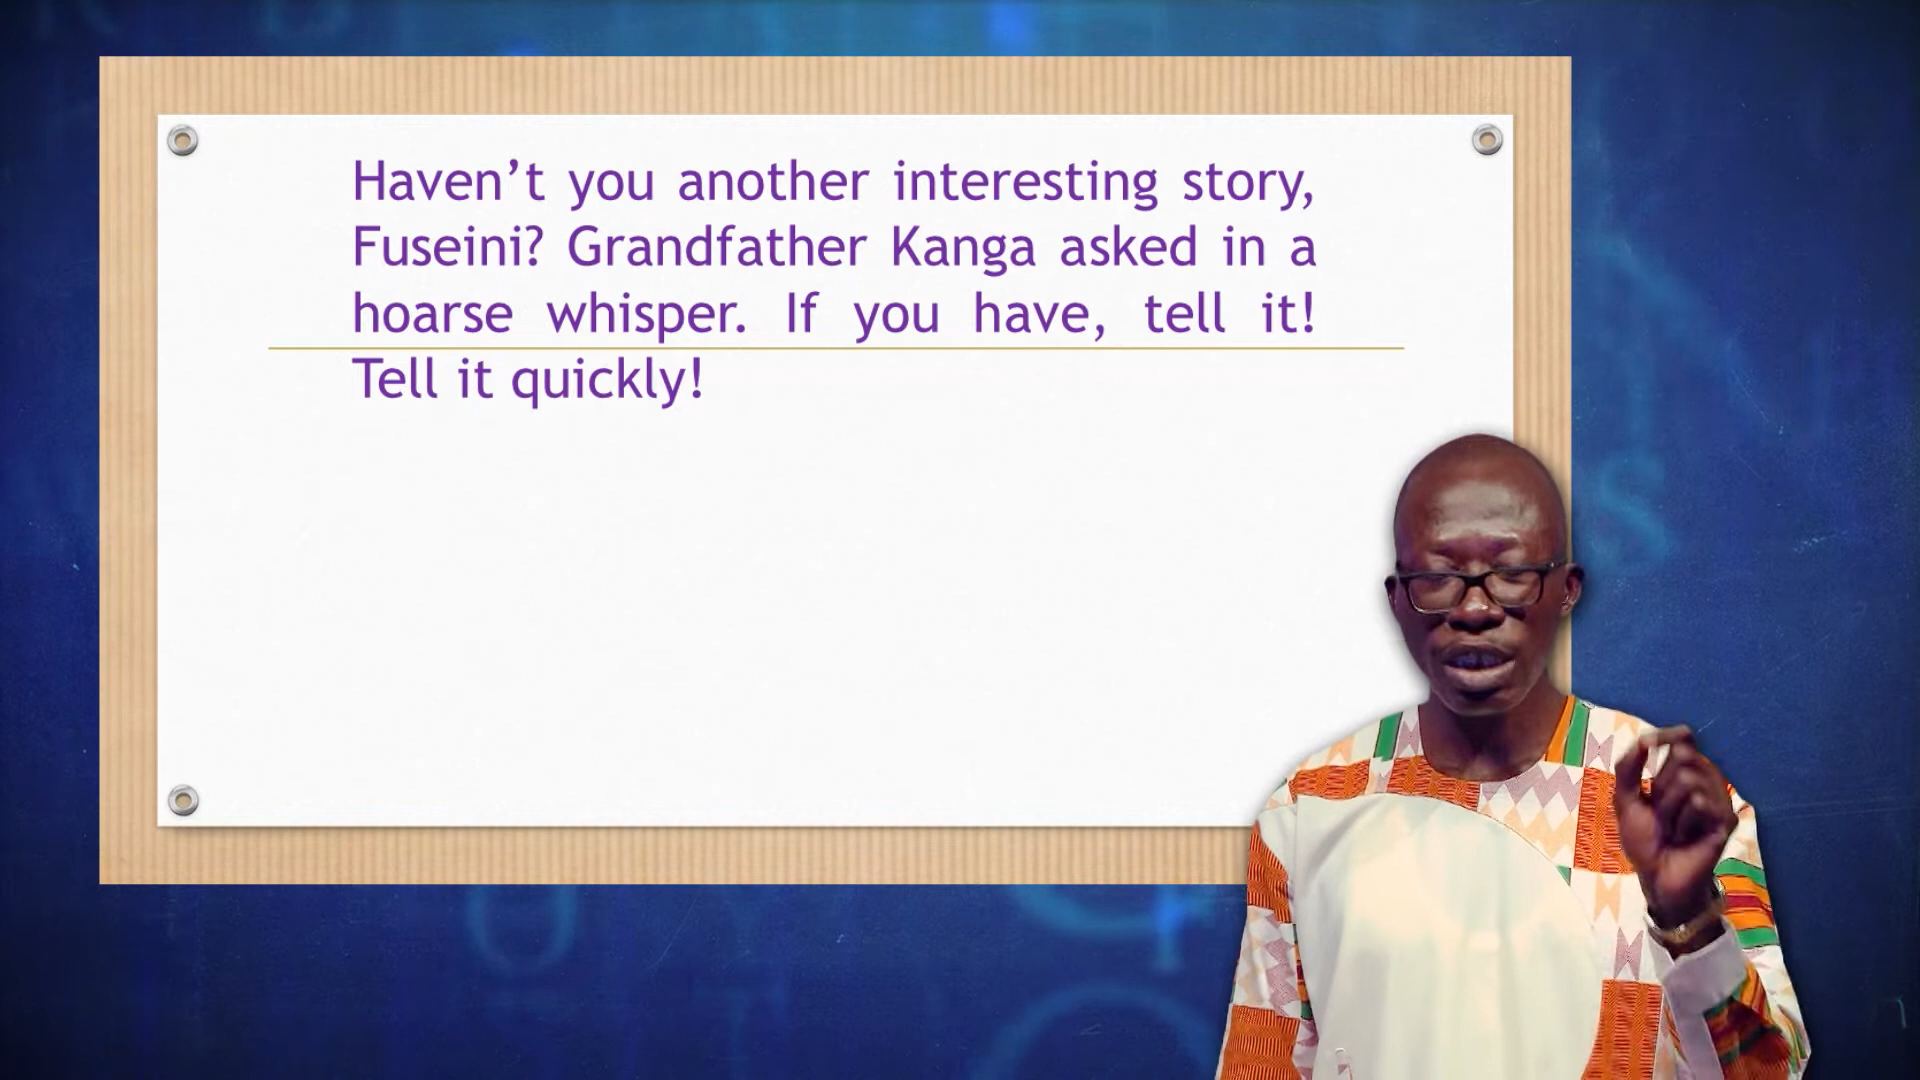 Haven’t you another interesting story,
Fuseini? Grandfather Kanga asked in a
hoarse whisper. If you have, tell it!
Tell it quickly!